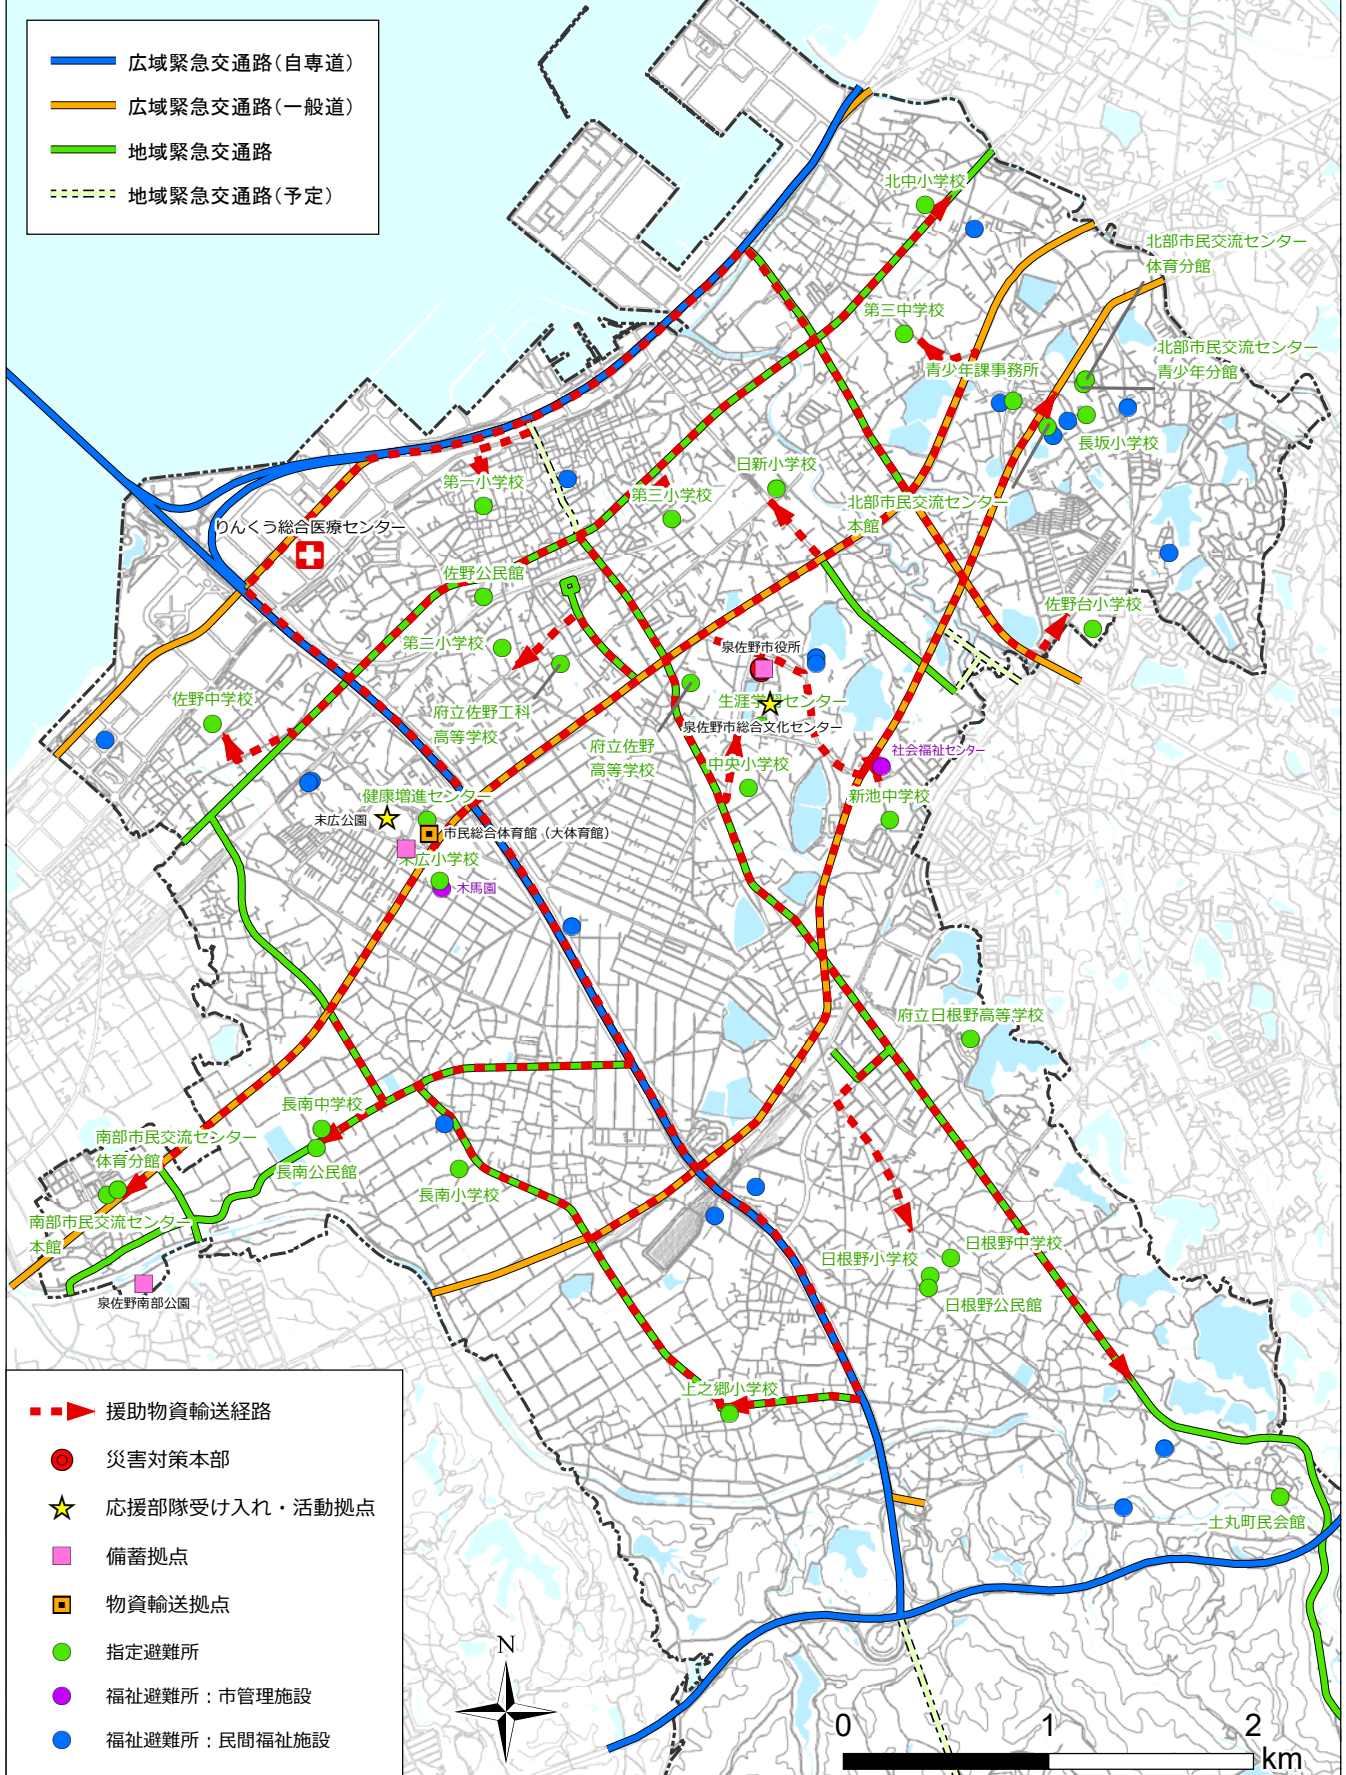 広域緊急交通路(自専道)
広域緊急交通路(一般道)
地域緊急交通路
地域緊急交通路(予定)
北中小学校
北部市民交流センター
体育分館
第三中学校
北部市民交流センター
青少年分館
青少年課事務所
長坂小学校
日新小学校
第一小学校
第三小学校
北部市民交流センター
本館
りんくう総合医療センター
佐野公民館
佐野台小学校
第二小学校
泉佐野市役所
佐野中学校
府立佐野工科
高等学校
生涯学習センター
泉佐野市総合文化センター
府立佐野
高等学校
社会福祉センター
中央小学校
新池中学校
健康増進センター
末広公園
市民総合体育館(大体育館)
末広小学校
木馬園
府立日根野高等学校
長南中学校
南部市民交流センター
体育分館
長南公民館
長南小学校
南部市民交流センター
本館
日根野中学校
日根野小学校
日根野公民館
泉佐野南部公園
上之郷小学校
土丸町民会館
援助物資輸送経路
災害対策本部
応援部隊受け入れ・活動拠点
備蓄拠点
物資輸送拠点
指定避難所
福祉避難所:市管理施設
福祉避難所:民間福祉施設
N
0 1 2
km